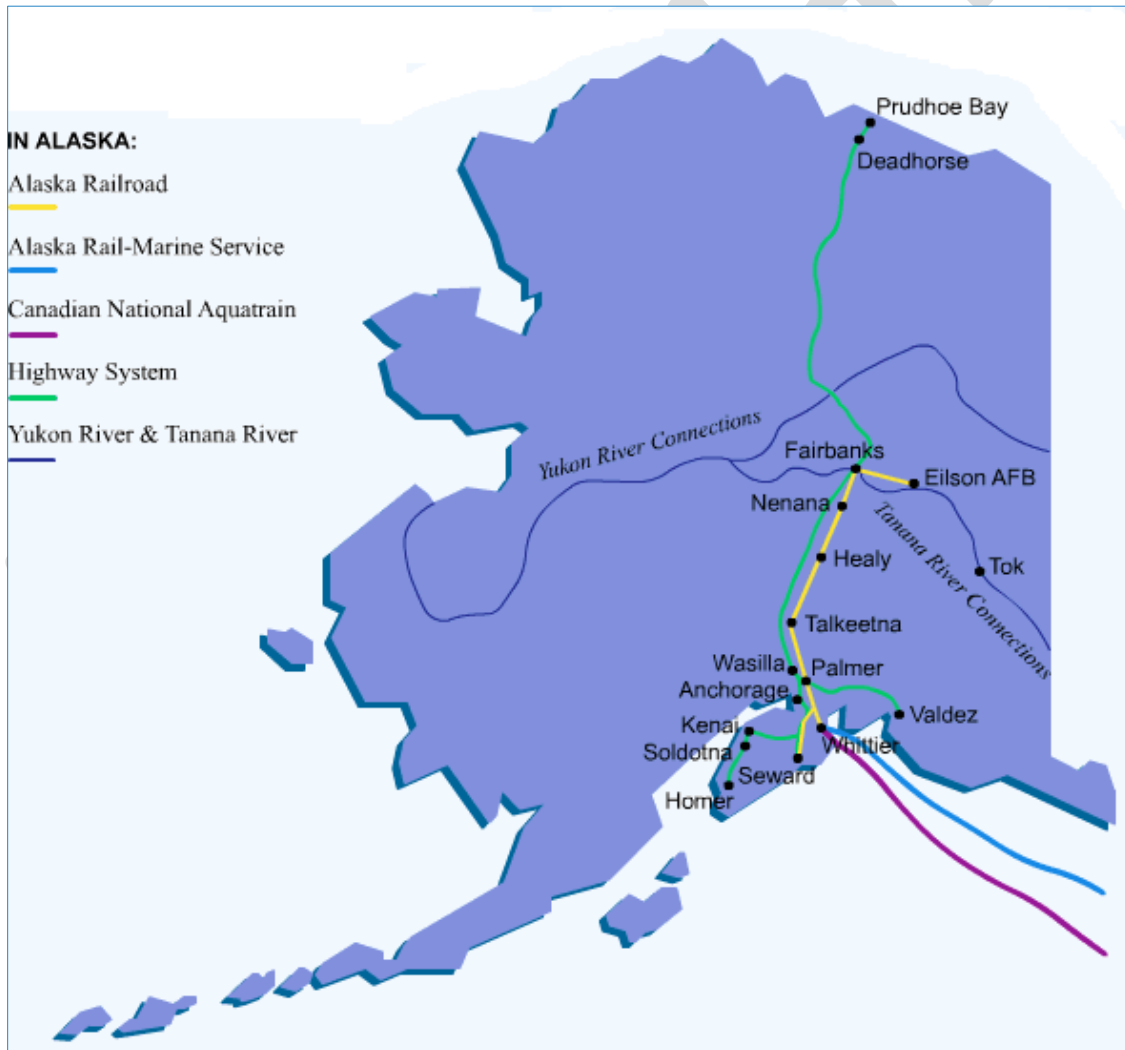 IN ALASKA:
Alaska Railroad
Alaska Rail-Marine Service
Canadian National Aquatrain
Highway System
Yukon River & Tanana River
Prudhoe Bay
Deadhorse
Yukon River Connections
Fairbanks
Eilson AFB
Nenana
Tanana River Connections
Healy
Tok
Talkeetna
Wasilla
Palmer
Anchorage
Valdez
Kenai
Whittier
Soldotna
Seward
Homer